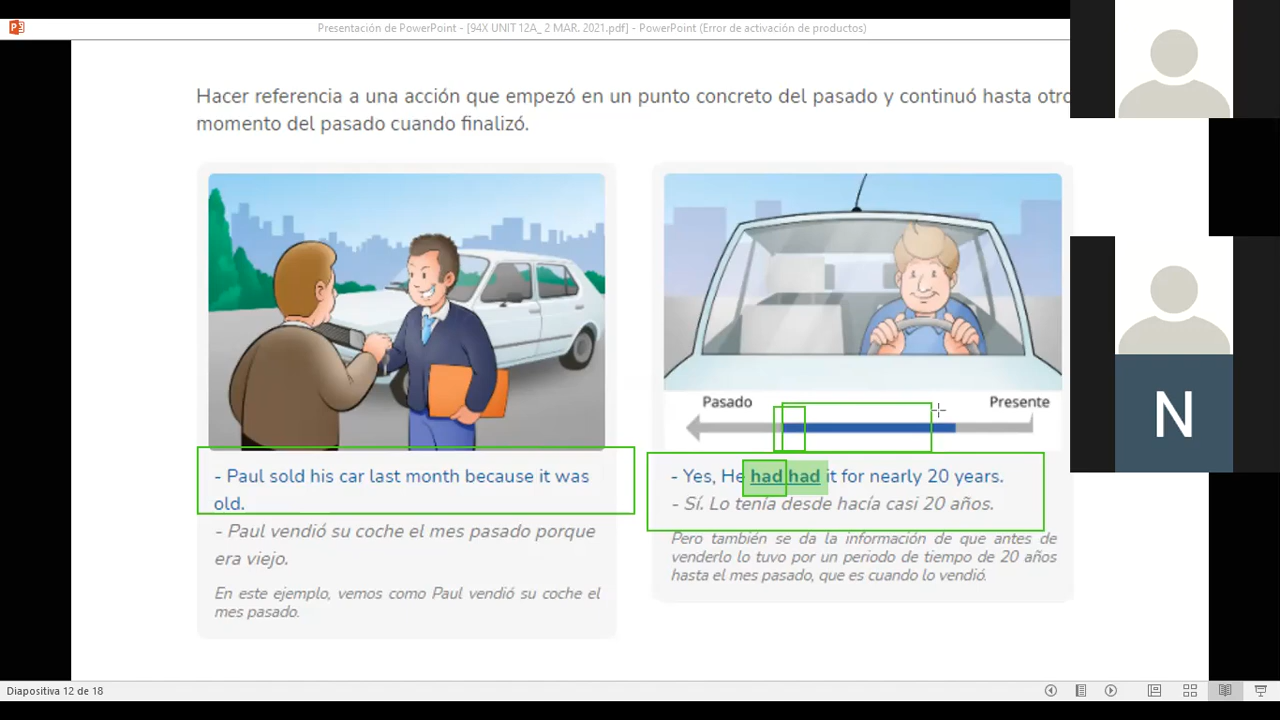 Presentación de PowerPoint - [94X UNIT 12A_ 2 MAR. 2021.pdf] - PowerPoint (Error de activación de productos)
Hacer referencia a una acción que empezó en un punto concreto del pasado y continuó hasta otro
momento del pasado cuando finalizó.
- Paul sold his car last month because it was
old.
- Paul vendió su coche el mes pasado porque
era viejo.
En este ejemplo, vemos como Paul vendió su coche el
mes pasado.
Pasado
Presente
- Yes, He had had it for nearly 20 years.
- Sí. Lo tenía desde hacía casi 20 años.
Pero también se da la información de que antes de
venderlo lo tuvo por un periodo de tiempo de 20 años
hasta el mes pasado, que es cuando lo vendió.
N
Diapositiva 12 de 18